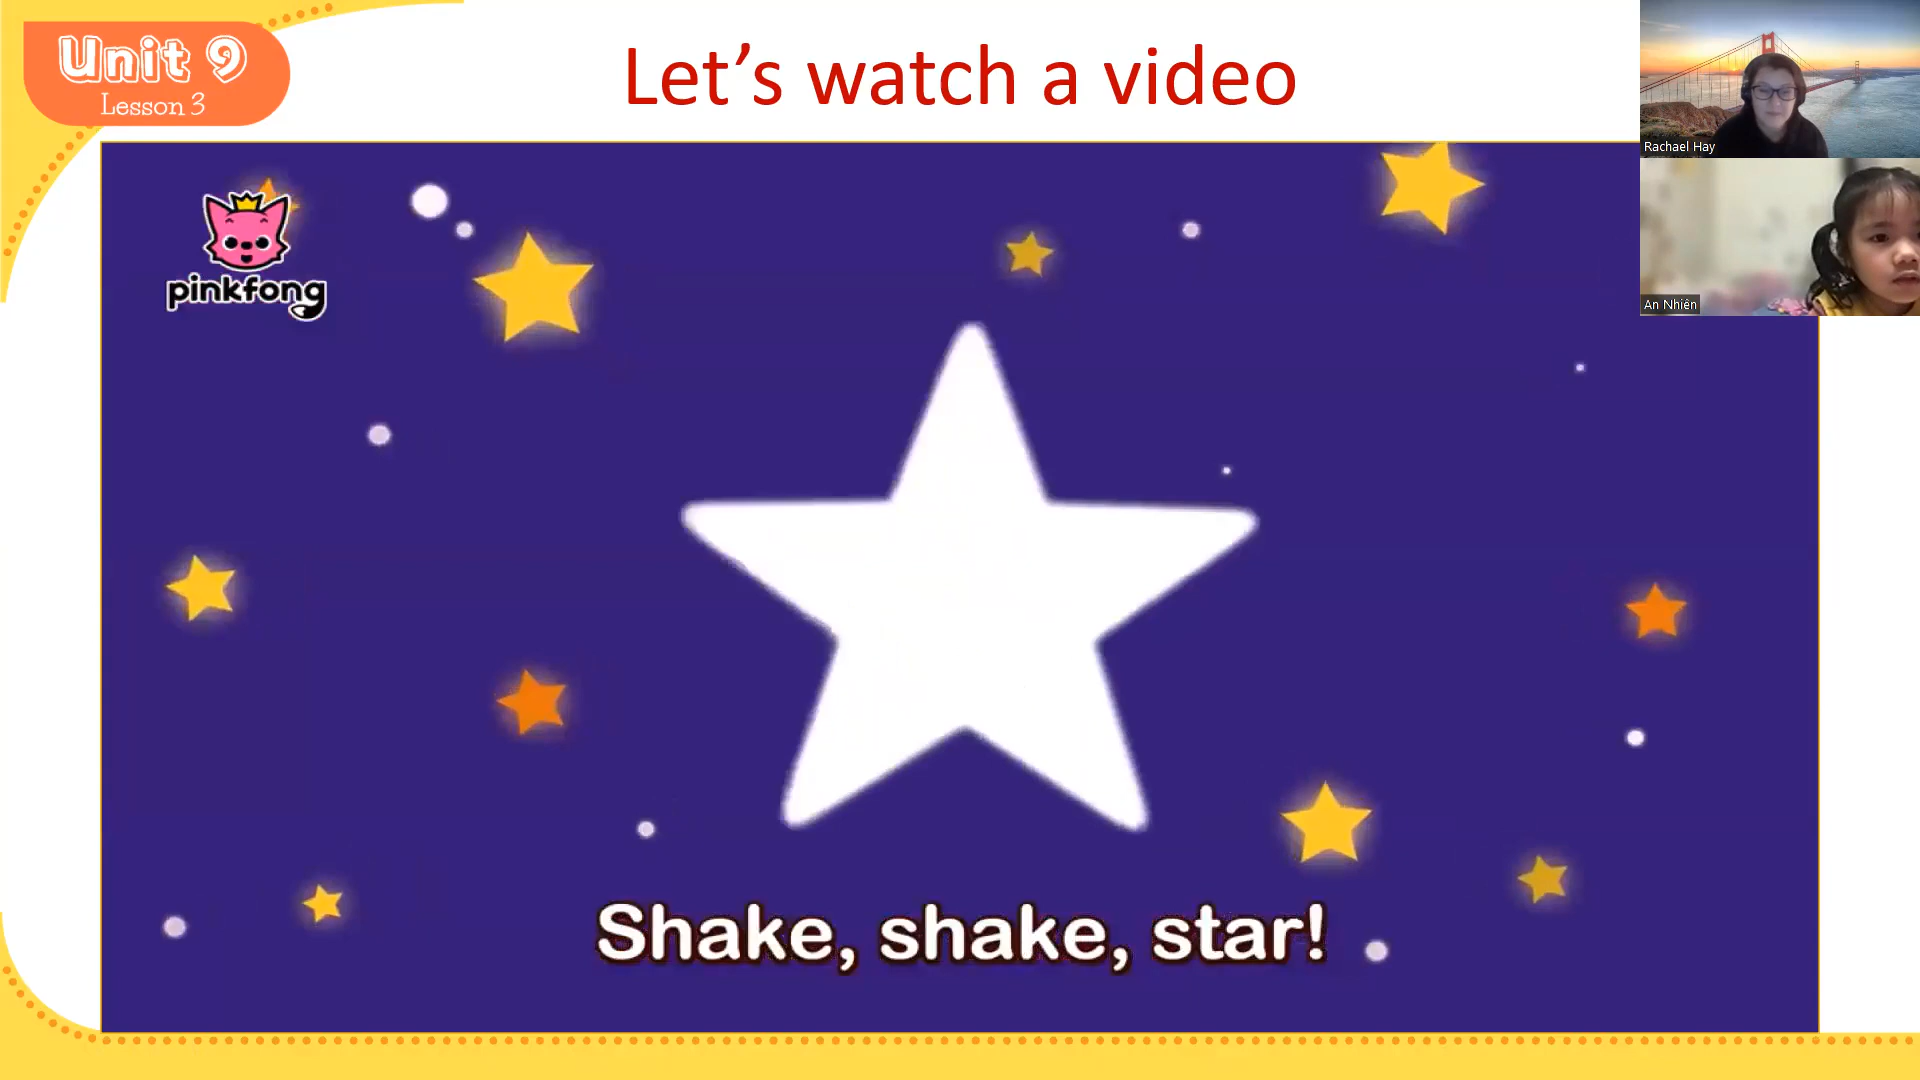 Unit 9
Lesson 3
Let’s watch a video
Rachael Hay
An Nhiên
pinkfong
Shake, shake, star!